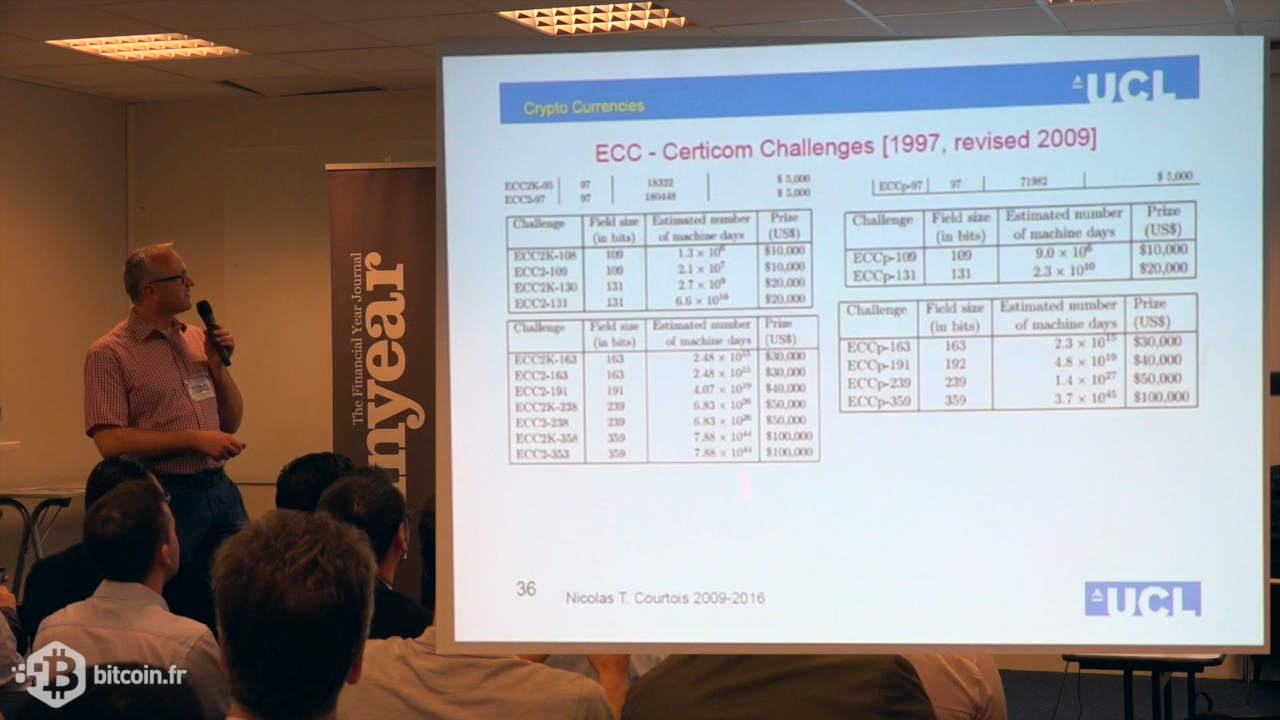 Crypto Currencies
UCL
ECC - Certicom Challenges [1997, revised 2009]
ECC2K-95 97 18322 $ 5,000
ECC2-97 97 180448 $ 5,000
Challenge Field size (in bits) Estimated number of machine days Prize (US$)
ECC2K-108 109 1.3 × 10⁶ $10,000
ECC2-109 109 2.1 × 10⁷ $10,000
ECC2K-130 131 2.7 × 10⁹ $20,000
ECC2-131 131 6.6 × 10¹⁰ $20,000
Challenge Field size (in bits) Estimated number of machine days Prize (US$)
ECC2K-163 163 2.48 × 10¹⁵ $30,000
ECC2-163 163 2.48 × 10¹⁵ $30,000
ECC2-191 191 4.07 × 10¹⁹ $40,000
ECC2K-238 239 6.83 × 10²⁶ $50,000
ECC2-238 239 6.83 × 10²⁶ $50,000
ECC2K-358 359 7.88 × 10⁴⁴ $100,000
ECC2-353 359 7.88 × 10⁴⁴ $100,000
ECCp-97 97 71982 $ 5,000
Challenge Field size (in bits) Estimated number of machine days Prize (US$)
ECCp-109 109 9.0 × 10⁶ $10,000
ECCp-131 131 2.3 × 10¹⁰ $20,000
Challenge Field size (in bits) Estimated number of machine days Prize (US$)
ECCp-163 163 2.3 × 10¹⁵ $30,000
ECCp-191 192 4.8 × 10¹⁹ $40,000
ECCp-239 239 1.4 × 10²⁷ $50,000
ECCp-359 359 3.7 × 10⁴⁵ $100,000
36
Nicolas T. Courtois 2009-2016
UCL
The Financial Year Journal
nyear
bitcoin.fr